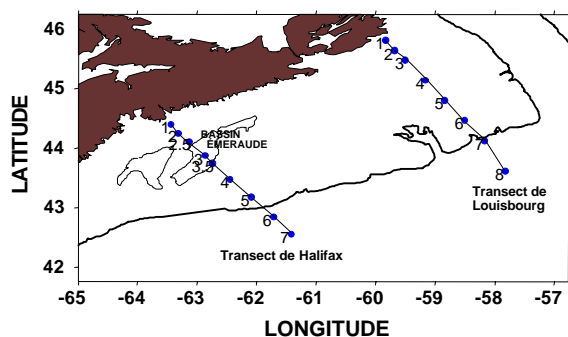 46
45
44
43
42
LATITUDE
1
2
3
4
5
6
7
8
Transect de
Louisbourg
1
2
2.5
3
3.5
4
5
6
7
BASSIN
ÉMERAUDE
Transect de Halifax
-65 -64 -63 -62 -61 -60 -59 -58 -57
LONGITUDE